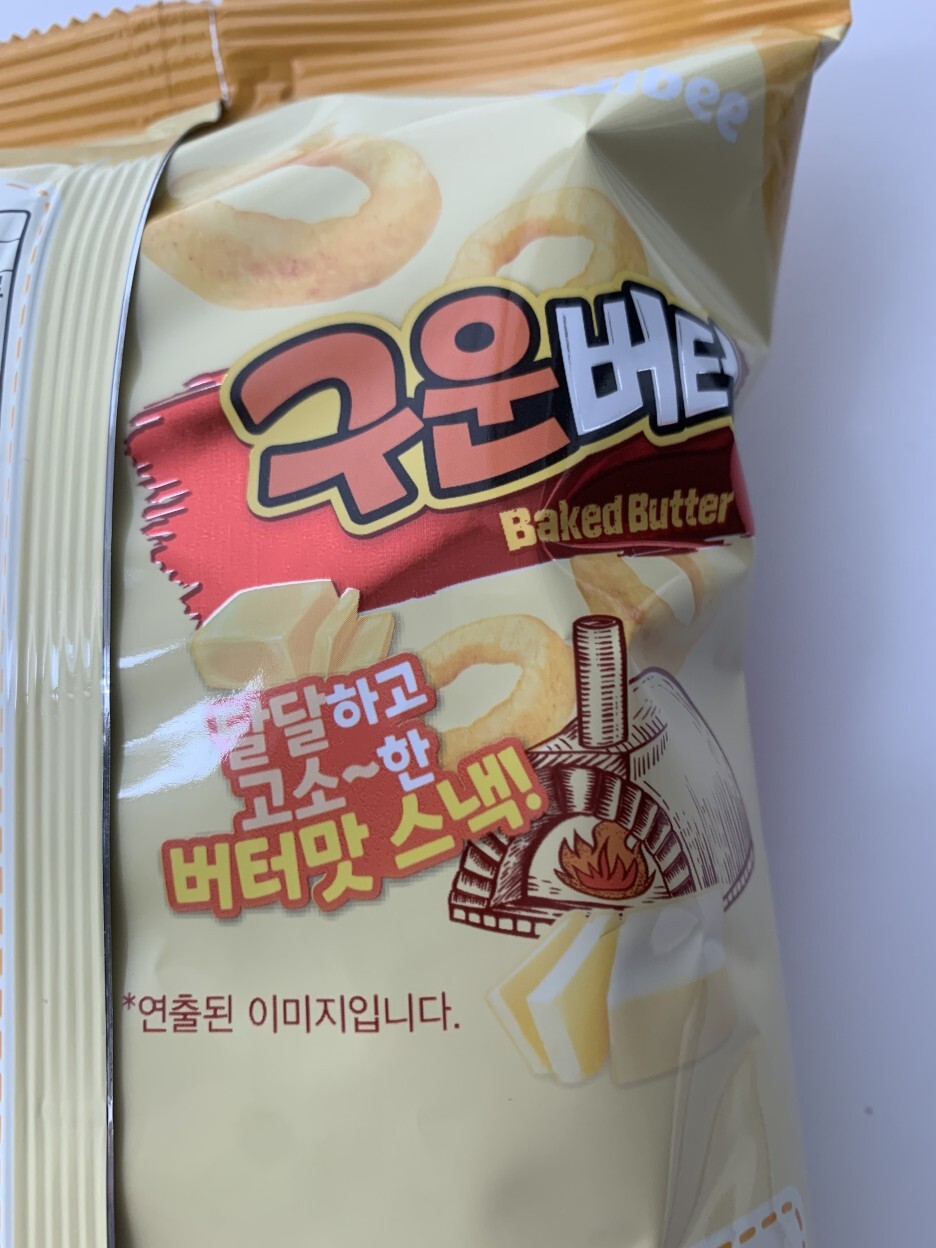 구운버터
Baked Butter
달달하고
고소~한
버터맛 스낵!
*연출된 이미지입니다.